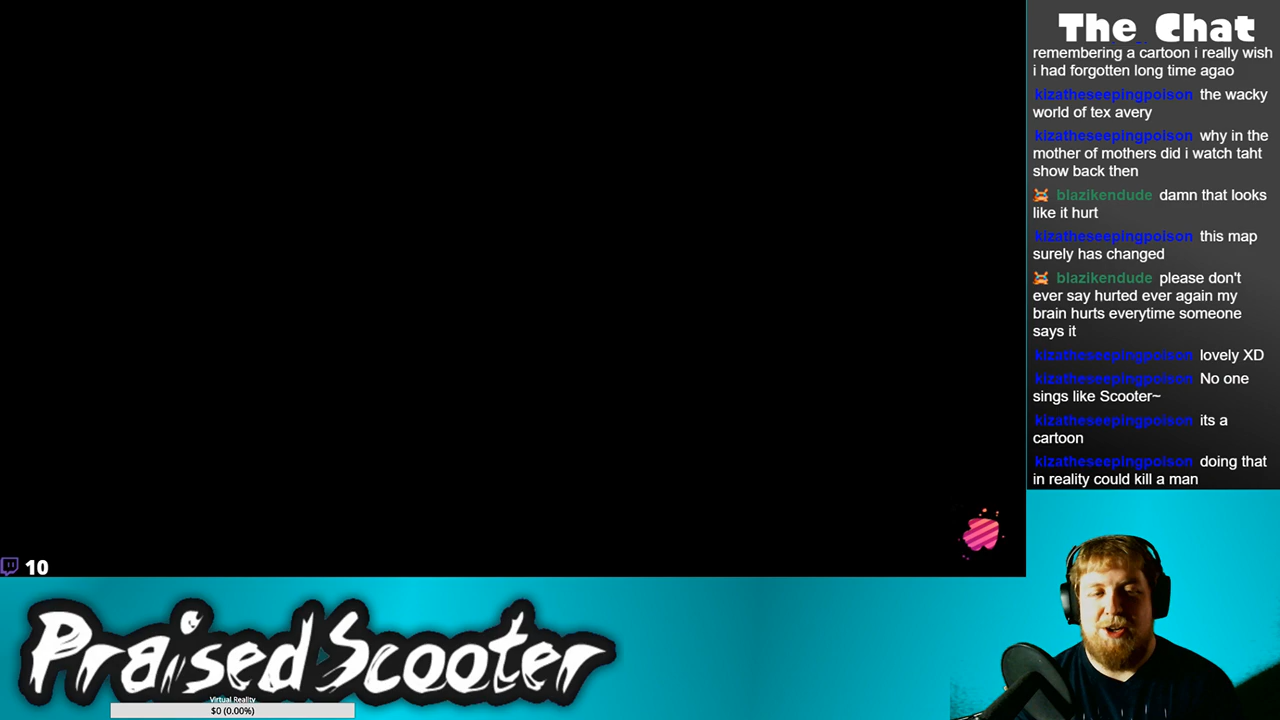 The Chat
remembering a cartoon i really wish
i had forgotten long time agao
kizatheseepingpoison the wacky
world of tex avery
kizatheseepingpoison why in the
mother of mothers did i watch taht
show back then
blazikendude damn that looks
like it hurt
kizatheseepingpoison this map
surely has changed
blazikendude please don't
ever say hurted ever again my
brain hurts everytime someone
says it
kizatheseepingpoison lovely XD
kizatheseepingpoison No one
sings like Scooter~
kizatheseepingpoison its a
cartoon
kizatheseepingpoison doing that
in reality could kill a man
10
PraisedScooter
Virtual Reality
$0 (0.00%)